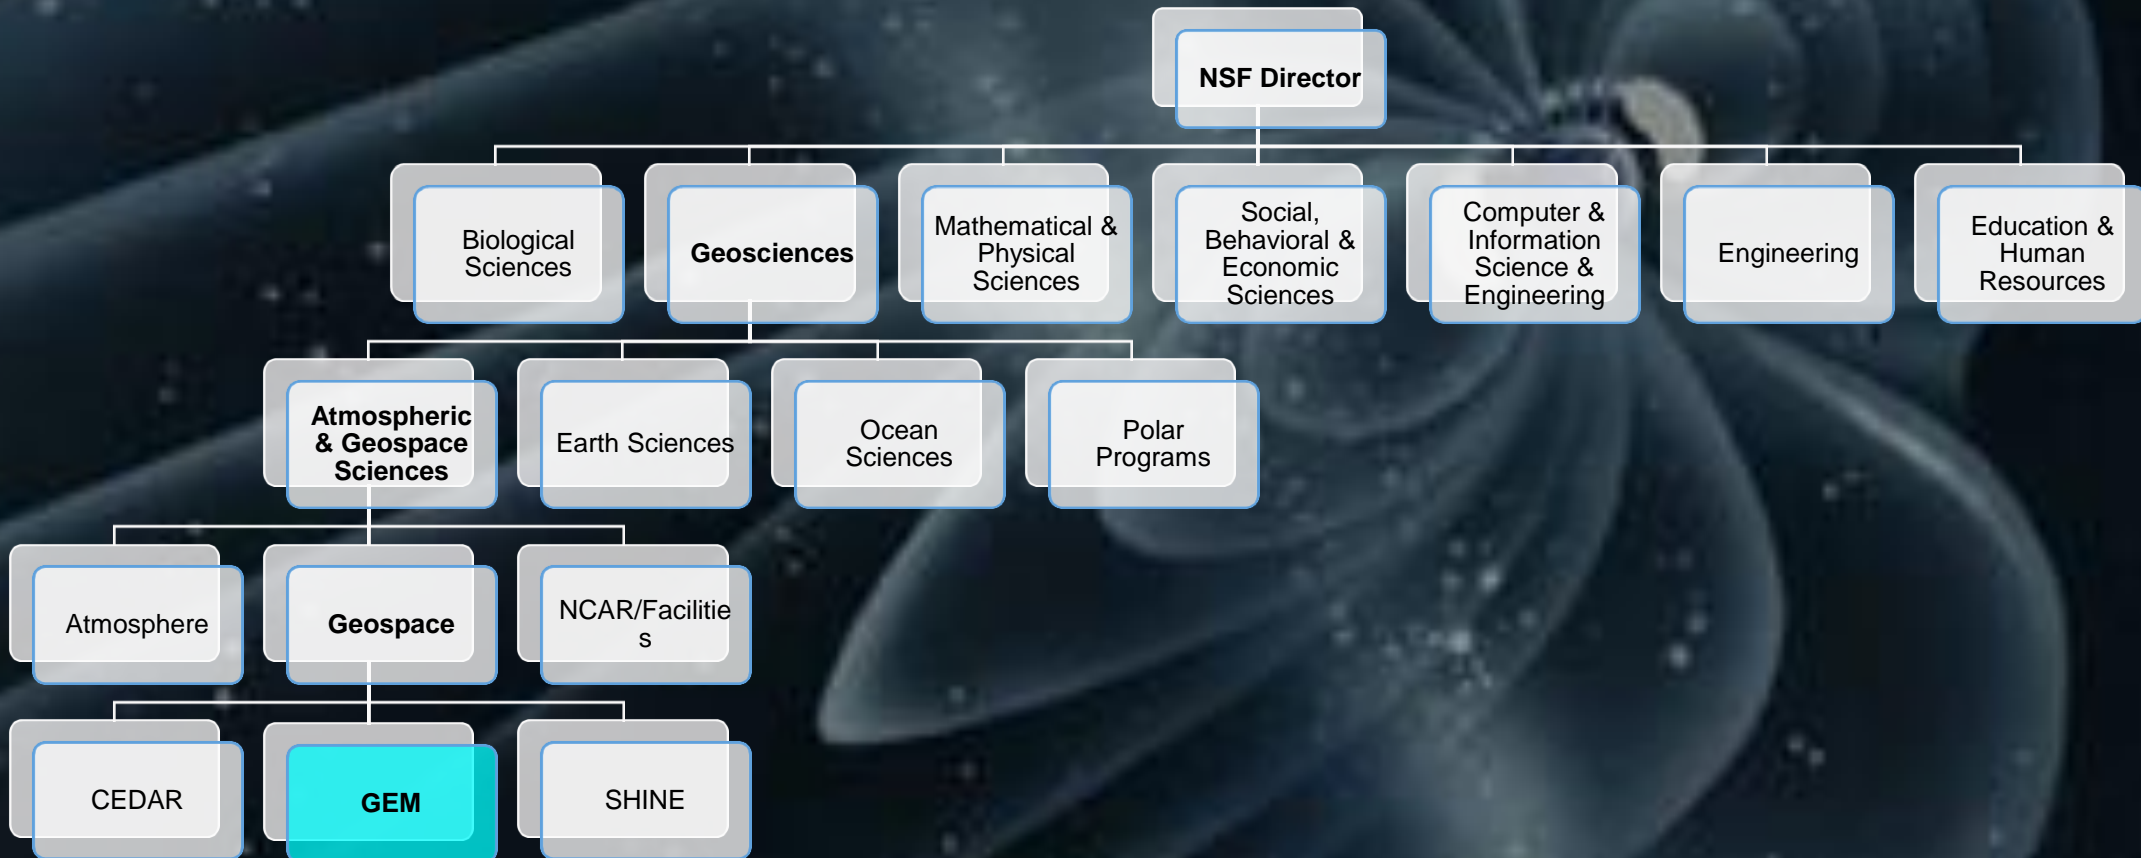 NSF Director
Biological
Sciences
Geosciences
Mathematical &
Physical
Sciences
Social,
Behavioral &
Economic
Sciences
Computer &
Information
Science &
Engineering
Engineering
Education &
Human
Resources
Atmospheric
& Geospace
Sciences
Earth Sciences
Ocean
Sciences
Polar
Programs
Atmosphere
Geospace
NCAR/Facilitie
s
CEDAR
GEM
SHINE